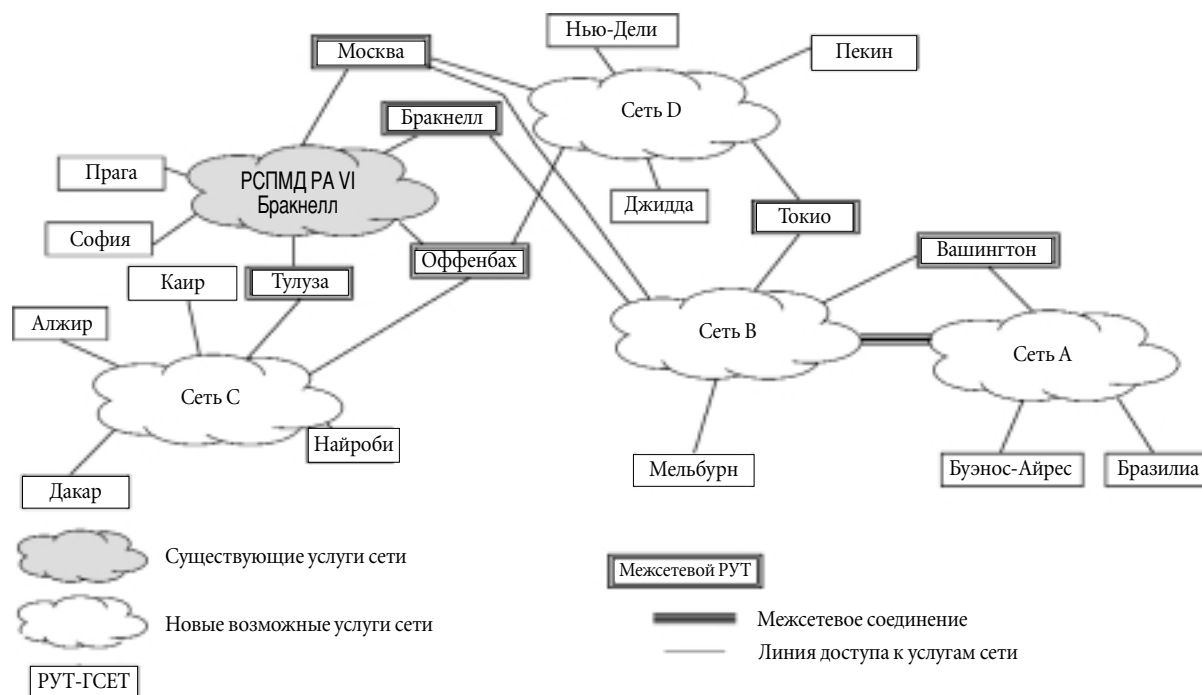 Нью-Дели
Москва
Пекин
Сеть D
Бракнелл
Прага
РСПМД РА VI
Бракнелл
Джидда
Токио
София
Оффенбах
Вашингтон
Каир
Тулуза
Алжир
Сеть B
Сеть A
Сеть C
Найроби
Мельбурн
Буэнос-Айрес
Бразилиа
Дакар
Существующие услуги сети
Межсетевой РУТ
Новые возможные услуги сети
Межсетевое соединение
Линия доступа к услугам сети
РУТ-ГСЕТ